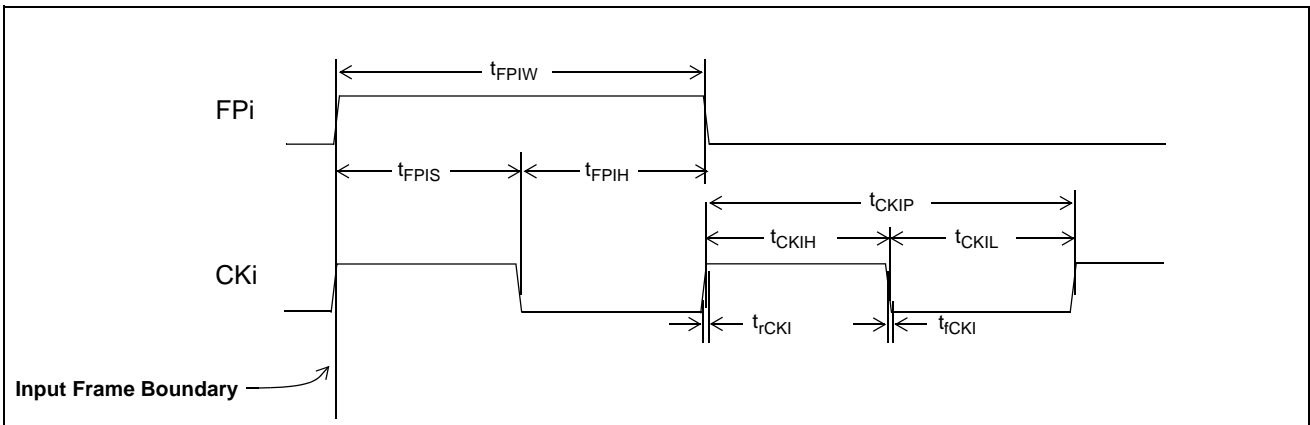 tFPIW
FPi
tFPIS
tFPIH
tCKIP
tCKIH
tCKIL
CKi
trCKI
tfCKI
Input Frame Boundary